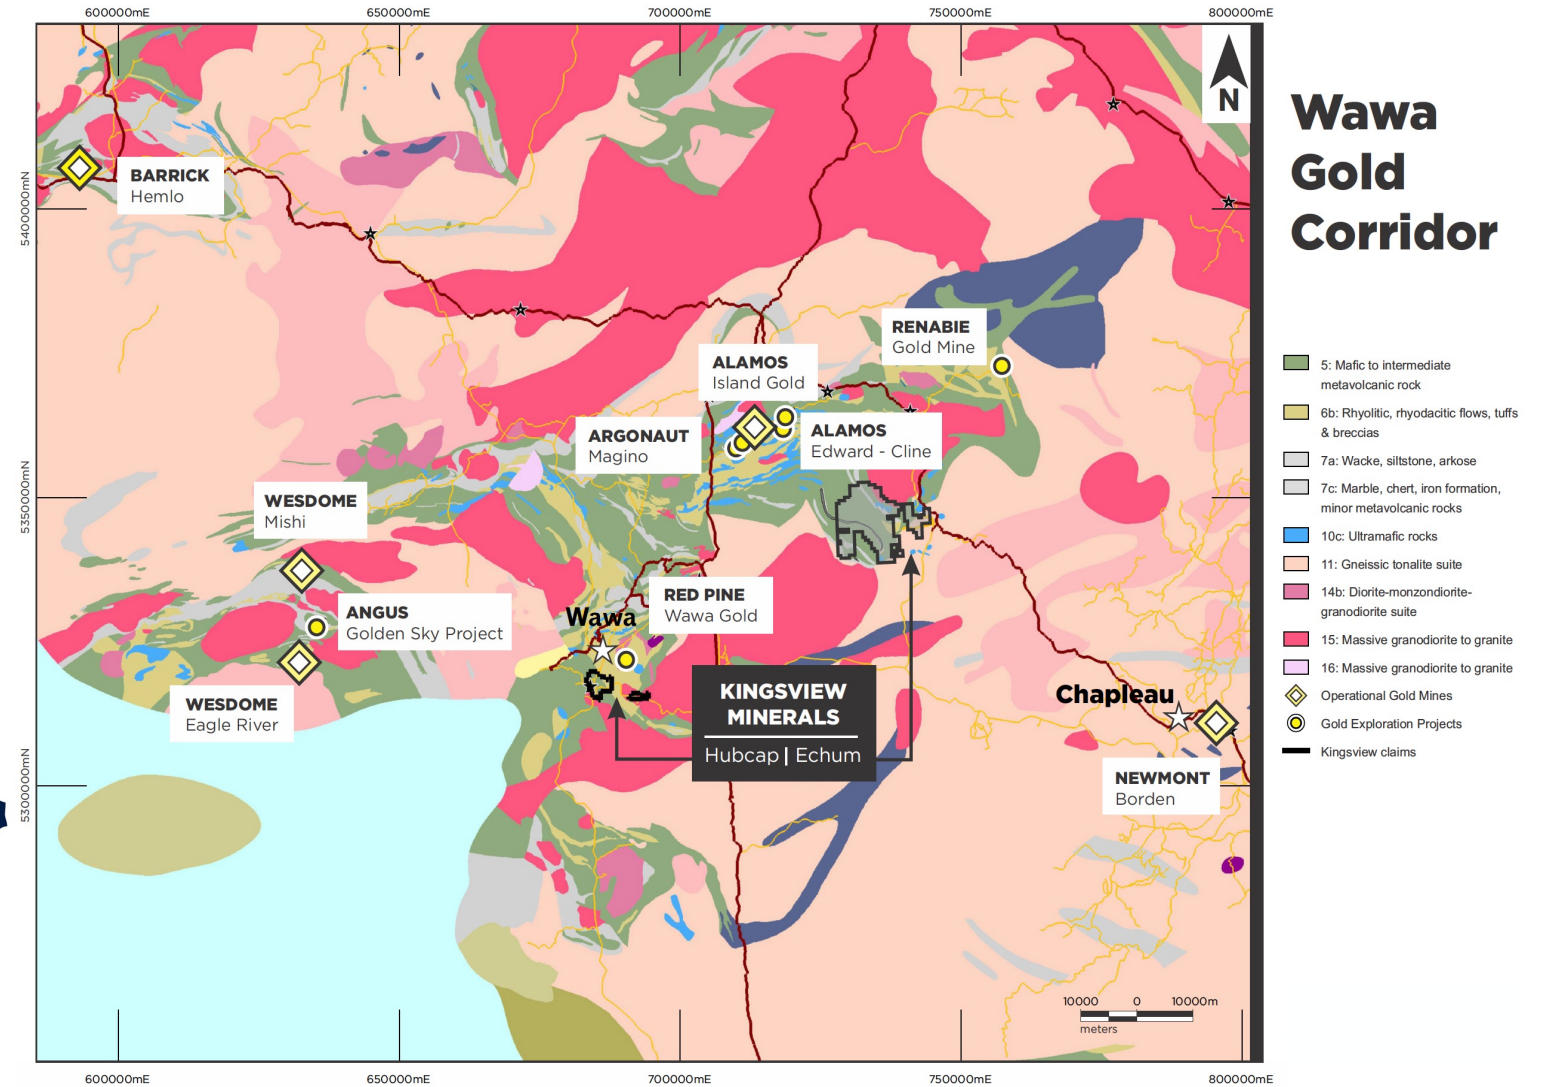 600000mE
650000mE
700000mE
750000mE
800000mE
N
Wawa
Gold
Corridor
5400000mN
5350000mN
5300000mN
BARRICK
Hemlo
RENABIE
Gold Mine
ALAMOS
Island Gold
ARGONAUT
Magino
ALAMOS
Edward - Cline
WESDOME
Mishi
ANGUS
Golden Sky Project
RED PINE
Wawa Gold
Wawa
WESDOME
Eagle River
KINGSVIEW
MINERALS
Hubcap | Echum
Chapleau
NEWMONT
Borden
5: Mafic to intermediate
metavolcanic rock
6b: Rhyolitic, rhyodacitic flows, tuffs
& breccias
7a: Wacke, siltstone, arkose
7c: Marble, chert, iron formation,
minor metavolcanic rocks
10c: Ultramafic rocks
11: Gneissic tonalite suite
14b: Diorite-monzondiorite-
granodiorite suite
15: Massive granodiorite to granite
16: Massive granodiorite to granite
Operational Gold Mines
Gold Exploration Projects
Kingsview claims
10000 0 10000m
meters
600000mE
650000mE
700000mE
750000mE
800000mE